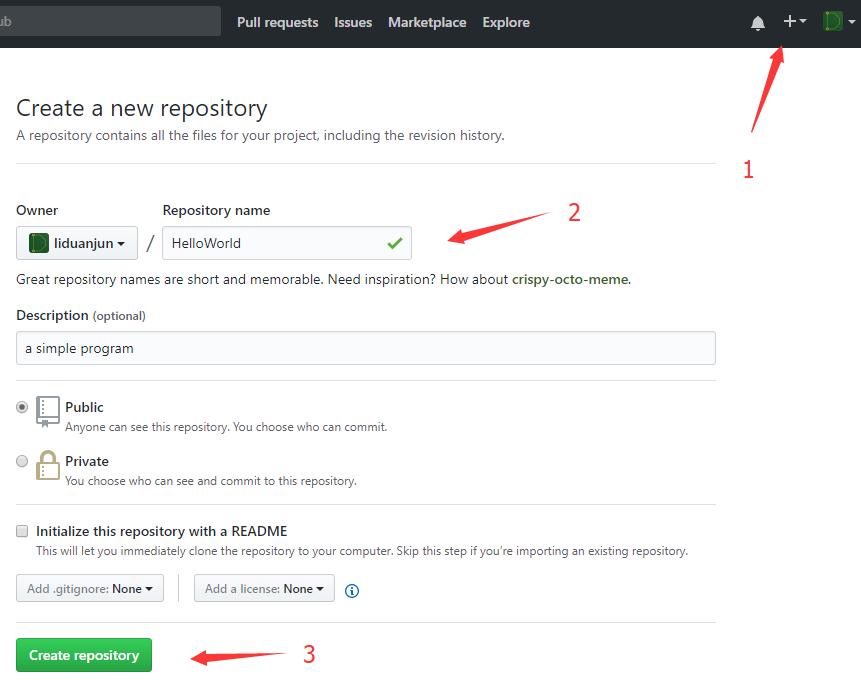 ub Pull requests Issues Marketplace Explore
1
Create a new repository
A repository contains all the files for your project, including the revision history.
Owner Repository name
2
liduanjun / HelloWorld
Great repository names are short and memorable. Need inspiration? How about crispy-octo-meme.
Description (optional)
a simple program
Public
Anyone can see this repository. You choose who can commit.
Private
You choose who can see and commit to this repository.
Initialize this repository with a README
This will let you immediately clone the repository to your computer. Skip this step if you’re importing an existing repository.
Add .gitignore: None Add a license: None
Create repository
3